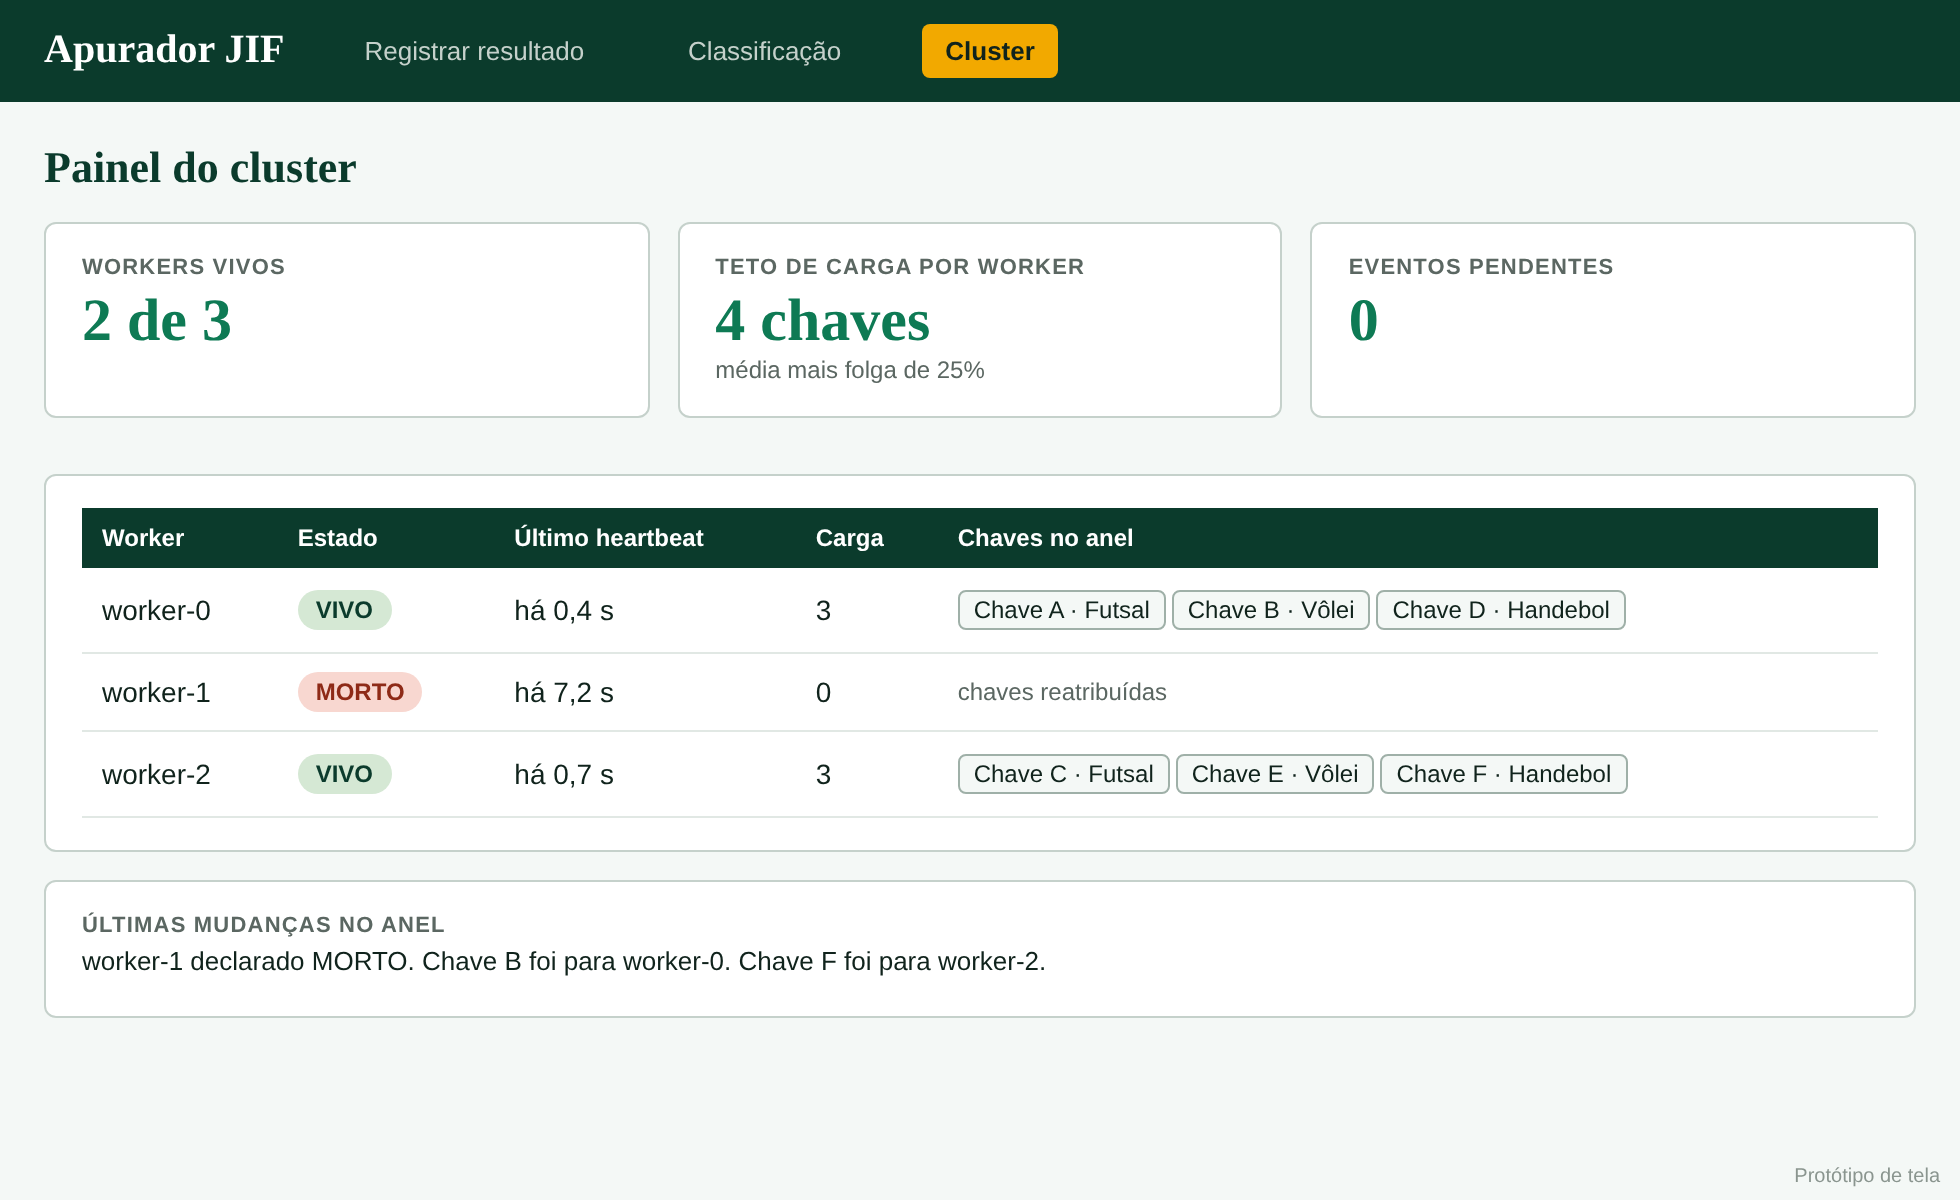 Apurador JIF Registrar resultado Classificação Cluster
Painel do cluster
WORKERS VIVOS
2 de 3
TETO DE CARGA POR WORKER
4 chaves
média mais folga de 25%
EVENTOS PENDENTES
0
Worker Estado Último heartbeat Carga Chaves no anel
worker-0 VIVO há 0,4 s 3 Chave A · Futsal Chave B · Vôlei Chave D · Handebol
worker-1 MORTO há 7,2 s 0 chaves reatribuídas
worker-2 VIVO há 0,7 s 3 Chave C · Futsal Chave E · Vôlei Chave F · Handebol
ÚLTIMAS MUDANÇAS NO ANEL
worker-1 declarado MORTO. Chave B foi para worker-0. Chave F foi para worker-2.
Protótipo de tela